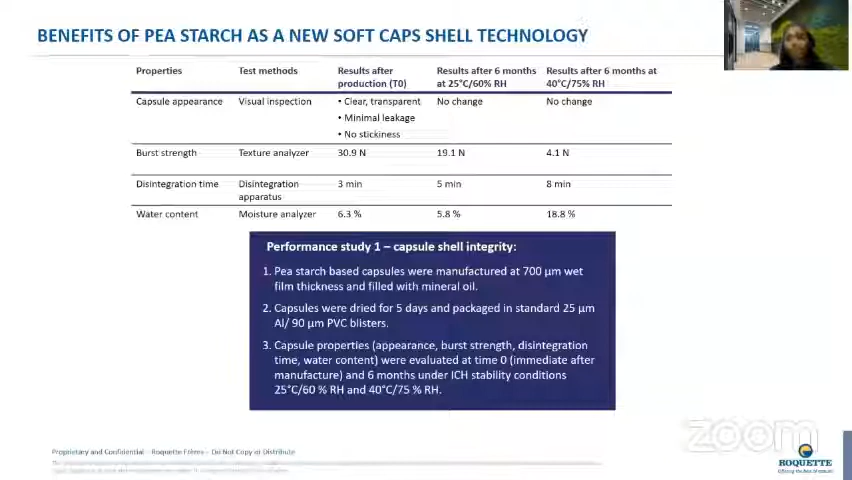 BENEFITS OF PEA STARCH AS A NEW SOFT CAPS SHELL TECHNOLOGY
Properties Test methods Results after production (T0) Results after 6 months at 25°C/60% RH Results after 6 months at 40°C/75% RH
Capsule appearance Visual inspection • Clear, transparent No change No change
• Minimal leakage
• No stickiness
Burst strength Texture analyzer 30.9 N 19.1 N 4.1 N
Disintegration time Disintegration apparatus 3 min 5 min 8 min
Water content Moisture analyzer 6.3 % 5.8 % 18.8 %
Performance study 1 – capsule shell integrity:
1. Pea starch based capsules were manufactured at 700 µm wet
film thickness and filled with mineral oil.
2. Capsules were dried for 5 days and packaged in standard 25 µm
Al/ 90 µm PVC blisters.
3. Capsule properties (appearance, burst strength, disintegration
time, water content) were evaluated at time 0 (immediate after
manufacture) and 6 months under ICH stability conditions
25°C/60 % RH and 40°C/75 % RH.
zoom
Proprietary and Confidential – Roquette Frères – Do Not Copy or Distribute
ROQUETTE